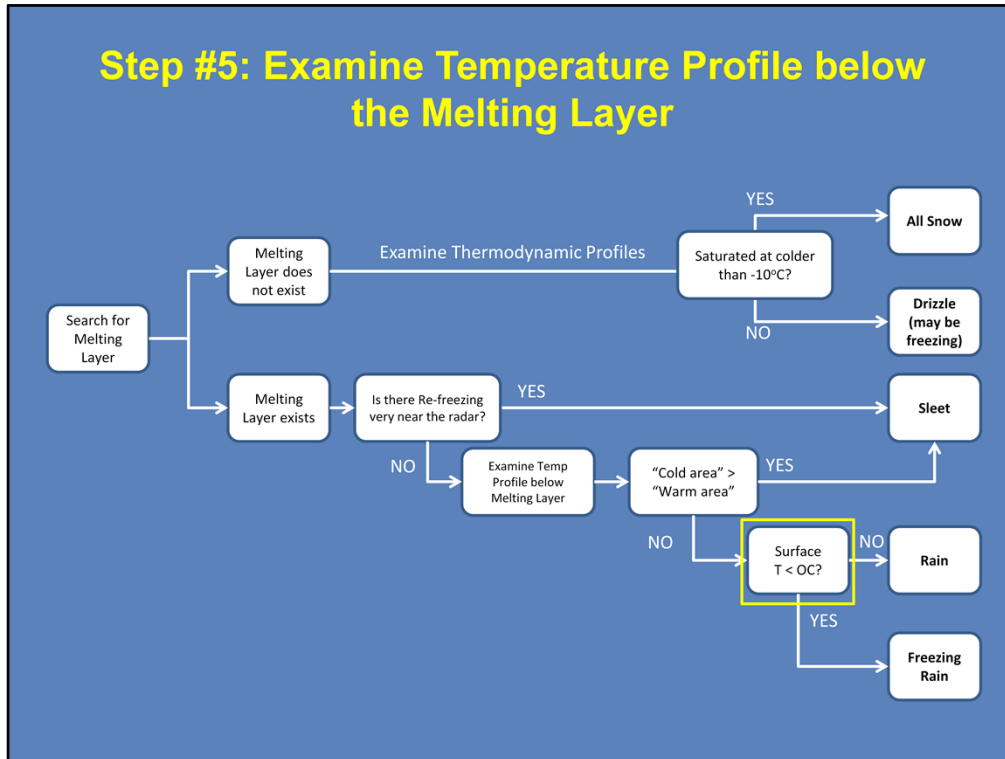 Step #5: Examine Temperature Profile below
the Melting Layer
YES
All Snow
Melting
Layer does
not exist
Examine Thermodynamic Profiles
Saturated at colder
than -10°C?
NO
Drizzle
(may be
freezing)
Search for
Melting
Layer
Melting
Layer exists
Is there Re-freezing
very near the radar?
YES
Sleet
NO
Examine Temp
Profile below
Melting Layer
“Cold area” >
“Warm area”
YES
NO
Surface
T < OC?
NO
Rain
YES
Freezing
Rain